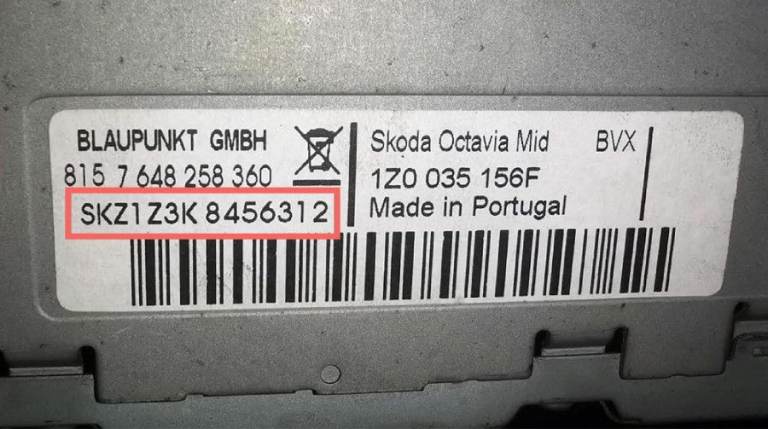 BLAUPUNKT GMBH
815 7 648 258 360
SKZ1Z3K 8456312
Skoda Octavia Mid BVX
1Z0 035 156F
Made in Portugal